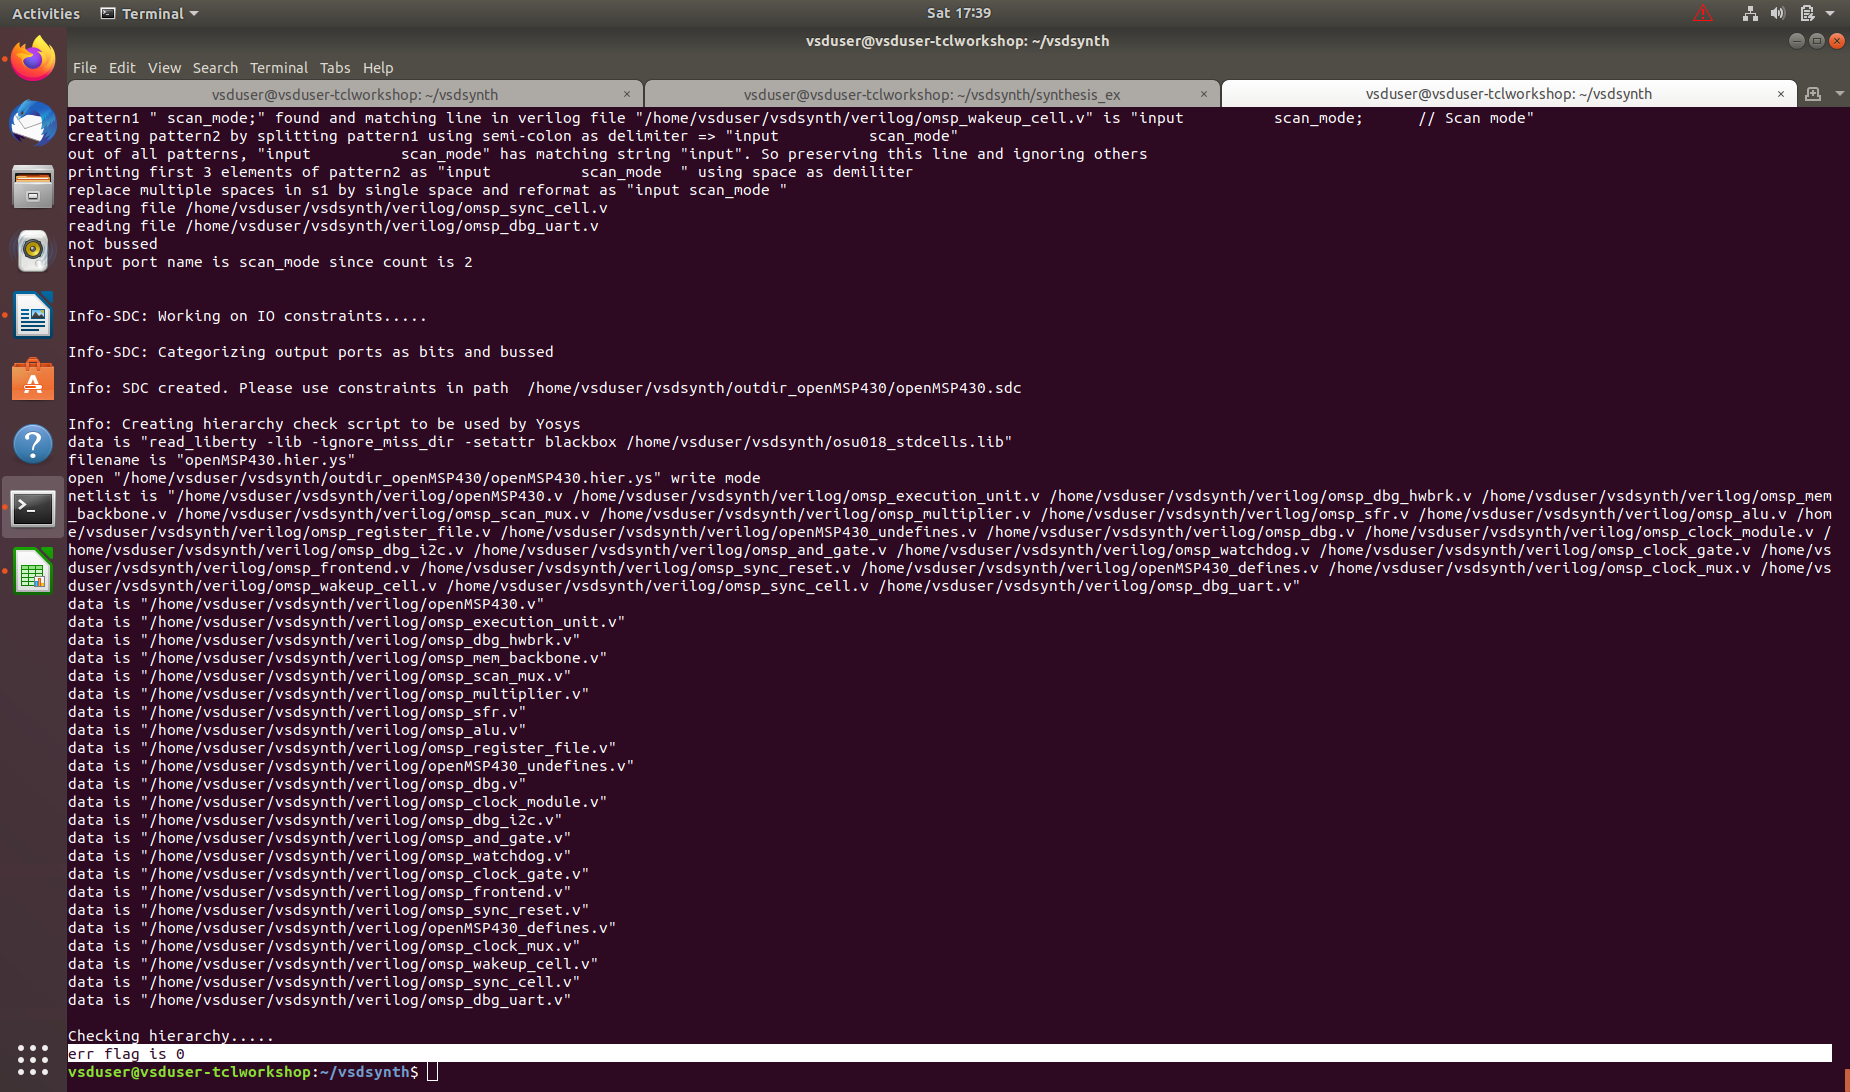 Activities
Terminal
Sat 17:39
vsduser@vsduser-tclworkshop: ~/vsdsynth
File Edit View Search Terminal Tabs Help
vsduser@vsduser-tclworkshop: ~/vsdsynth
vsduser@vsduser-tclworkshop: ~/vsdsynth/synthesis_ex
vsduser@vsduser-tclworkshop: ~/vsdsynth
pattern1 " scan_mode;" found and matching line in verilog file "/home/vsduser/vsdsynth/verilog/omsp_wakeup_cell.v" is "input          scan_mode;      // Scan mode"
creating pattern2 by splitting pattern1 using semi-colon as delimiter => "input          scan_mode"
out of all patterns, "input          scan_mode" has matching string "input". So preserving this line and ignoring others
printing first 3 elements of pattern2 as "input          scan_mode  " using space as demiliter
replace multiple spaces in s1 by single space and reformat as "input scan_mode "
reading file /home/vsduser/vsdsynth/verilog/omsp_sync_cell.v
reading file /home/vsduser/vsdsynth/verilog/omsp_dbg_uart.v
not bussed
input port name is scan_mode since count is 2
Info-SDC: Working on IO constraints.....
Info-SDC: Categorizing output ports as bits and bussed
Info: SDC created. Please use constraints in path  /home/vsduser/vsdsynth/outdir_openMSP430/openMSP430.sdc
Info: Creating hierarchy check script to be used by Yosys
data is "read_liberty -lib -ignore_miss_dir -setattr blackbox /home/vsduser/vsdsynth/osu018_stdcells.lib"
filename is "openMSP430.hier.ys"
open "/home/vsduser/vsdsynth/outdir_openMSP430/openMSP430.hier.ys" write mode
netlist is "/home/vsduser/vsdsynth/verilog/openMSP430.v /home/vsduser/vsdsynth/verilog/omsp_execution_unit.v /home/vsduser/vsdsynth/verilog/omsp_dbg_hwbrk.v /home/vsduser/vsdsynth/verilog/omsp_mem
_backbone.v /home/vsduser/vsdsynth/verilog/omsp_scan_mux.v /home/vsduser/vsdsynth/verilog/omsp_multiplier.v /home/vsduser/vsdsynth/verilog/omsp_sfr.v /home/vsduser/vsdsynth/verilog/omsp_alu.v /hom
e/vsduser/vsdsynth/verilog/omsp_register_file.v /home/vsduser/vsdsynth/verilog/openMSP430_undefines.v /home/vsduser/vsdsynth/verilog/omsp_dbg.v /home/vsduser/vsdsynth/verilog/omsp_clock_module.v /
home/vsduser/vsdsynth/verilog/omsp_dbg_i2c.v /home/vsduser/vsdsynth/verilog/omsp_and_gate.v /home/vsduser/vsdsynth/verilog/omsp_watchdog.v /home/vsduser/vsdsynth/verilog/omsp_clock_gate.v /home/vs
duser/vsdsynth/verilog/omsp_frontend.v /home/vsduser/vsdsynth/verilog/omsp_sync_reset.v /home/vsduser/vsdsynth/verilog/openMSP430_defines.v /home/vsduser/vsdsynth/verilog/omsp_clock_mux.v /home/vs
duser/vsdsynth/verilog/omsp_wakeup_cell.v /home/vsduser/vsdsynth/verilog/omsp_sync_cell.v /home/vsduser/vsdsynth/verilog/omsp_dbg_uart.v"
data is "/home/vsduser/vsdsynth/verilog/openMSP430.v"
data is "/home/vsduser/vsdsynth/verilog/omsp_execution_unit.v"
data is "/home/vsduser/vsdsynth/verilog/omsp_dbg_hwbrk.v"
data is "/home/vsduser/vsdsynth/verilog/omsp_mem_backbone.v"
data is "/home/vsduser/vsdsynth/verilog/omsp_scan_mux.v"
data is "/home/vsduser/vsdsynth/verilog/omsp_multiplier.v"
data is "/home/vsduser/vsdsynth/verilog/omsp_sfr.v"
data is "/home/vsduser/vsdsynth/verilog/omsp_alu.v"
data is "/home/vsduser/vsdsynth/verilog/omsp_register_file.v"
data is "/home/vsduser/vsdsynth/verilog/openMSP430_undefines.v"
data is "/home/vsduser/vsdsynth/verilog/omsp_dbg.v"
data is "/home/vsduser/vsdsynth/verilog/omsp_clock_module.v"
data is "/home/vsduser/vsdsynth/verilog/omsp_dbg_i2c.v"
data is "/home/vsduser/vsdsynth/verilog/omsp_and_gate.v"
data is "/home/vsduser/vsdsynth/verilog/omsp_watchdog.v"
data is "/home/vsduser/vsdsynth/verilog/omsp_clock_gate.v"
data is "/home/vsduser/vsdsynth/verilog/omsp_frontend.v"
data is "/home/vsduser/vsdsynth/verilog/omsp_sync_reset.v"
data is "/home/vsduser/vsdsynth/verilog/openMSP430_defines.v"
data is "/home/vsduser/vsdsynth/verilog/omsp_clock_mux.v"
data is "/home/vsduser/vsdsynth/verilog/omsp_wakeup_cell.v"
data is "/home/vsduser/vsdsynth/verilog/omsp_sync_cell.v"
data is "/home/vsduser/vsdsynth/verilog/omsp_dbg_uart.v"
Checking hierarchy.....
err flag is 0
vsduser@vsduser-tclworkshop:~/vsdsynth$